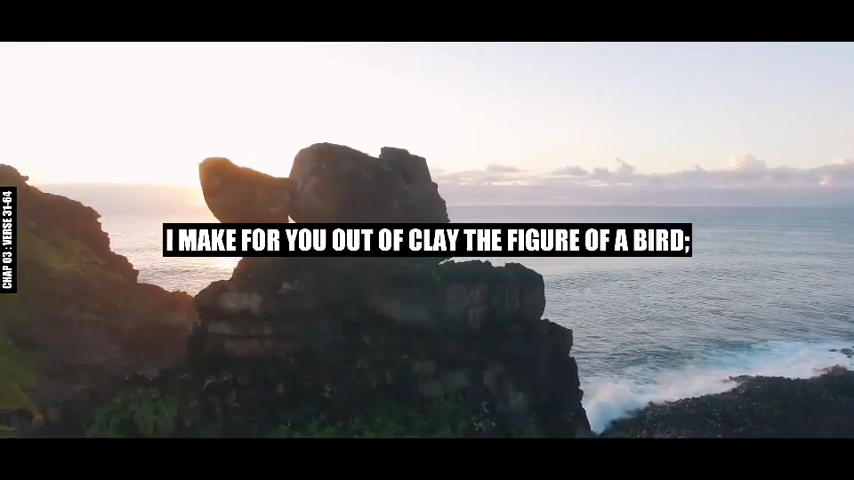 I MAKE FOR YOU OUT OF CLAY THE FIGURE OF A BIRD;
CHAP 03 : VERSE 31-64